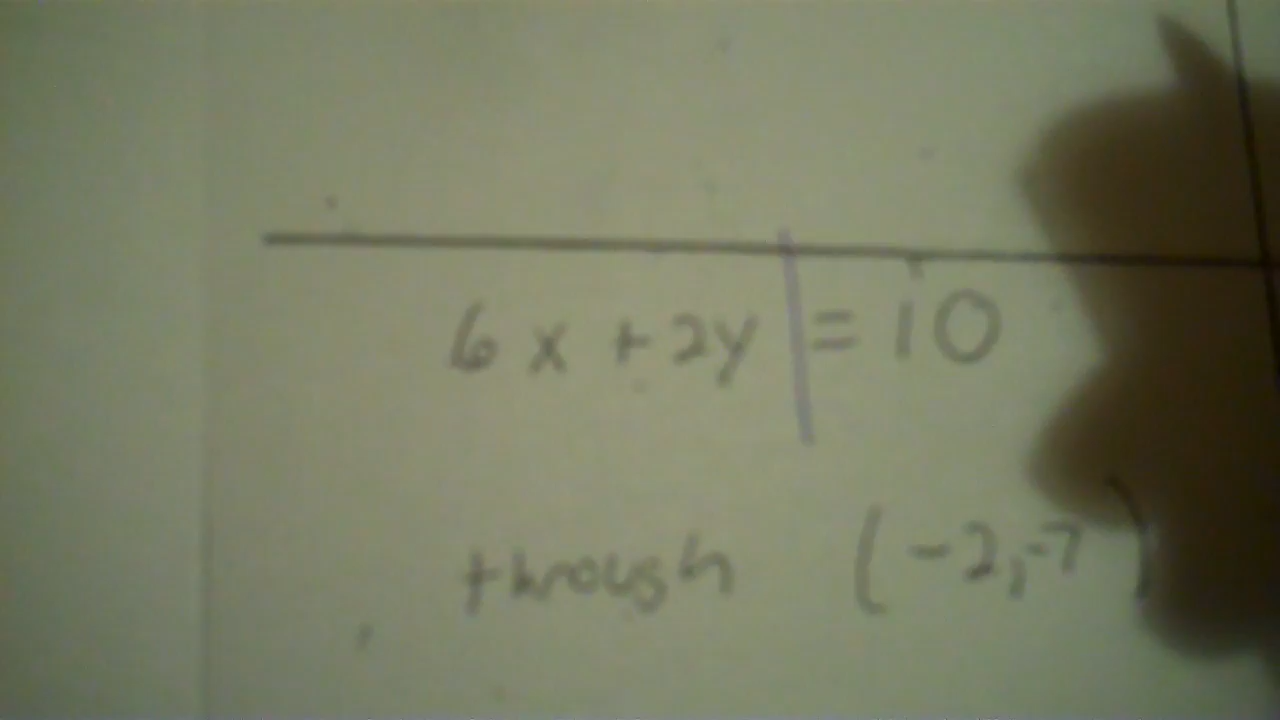 6x + 2y = 10
through (-2,-7)